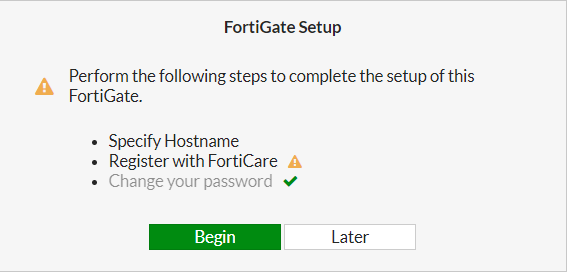 FortiGate Setup
Perform the following steps to complete the setup of this
FortiGate.
• Specify Hostname
• Register with FortiCare
• Change your password
Begin
Later